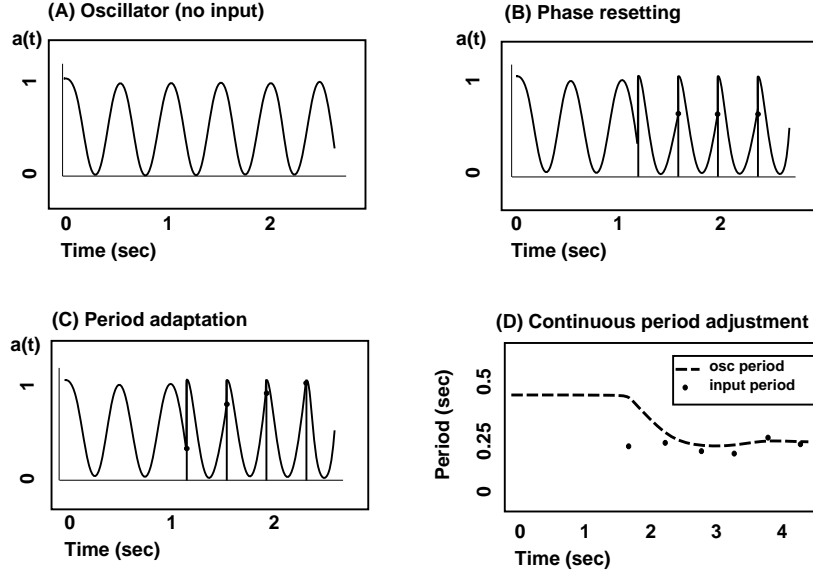 (A) Oscillator (no input)
a(t)
1
0
0 1 2
Time (sec)
(B) Phase resetting
a(t)
1
0
0 1 2
Time (sec)
(C) Period adaptation
a(t)
1
0
0 1 2
Time (sec)
(D) Continuous period adjustment
osc period
input period
Period (sec)
0.5
0.25
0
0 1 2 3 4
Time (sec)